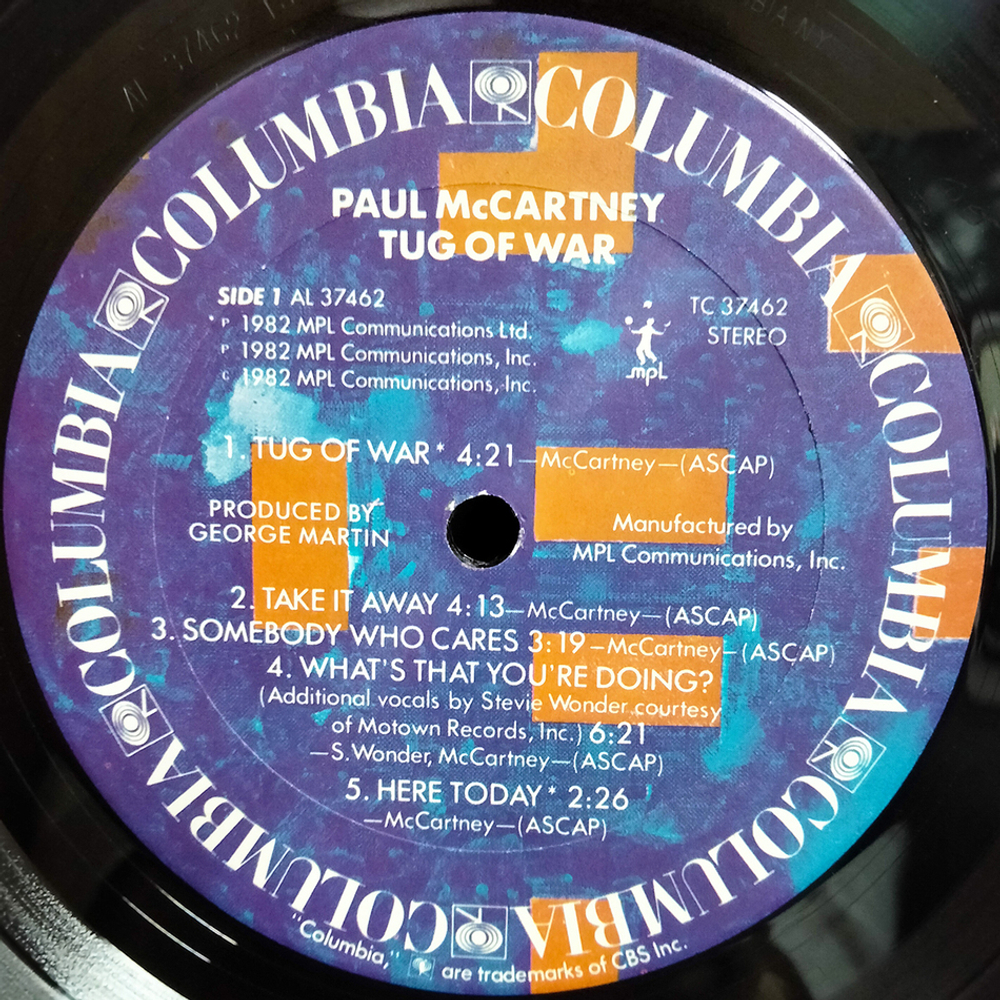 COLUMBIA COLUMBIA COLUMBIA COLUMBIA COLUMBIA COLUMBIA COLUMBIA
PAUL McCARTNEY
TUG OF WAR
SIDE 1 AL 37462
* P 1982 MPL Communications Ltd.
P 1982 MPL Communications, Inc.
C 1982 MPL Communications, Inc.
mpL
TC 37462
STEREO
1. TUG OF WAR* 4:21—McCartney—(ASCAP)
PRODUCED BY
GEORGE MARTIN
Manufactured by
MPL Communications, Inc.
2. TAKE IT AWAY 4:13—McCartney—(ASCAP)
3. SOMEBODY WHO CARES 3:19—McCartney—(ASCAP)
4. WHAT'S THAT YOU'RE DOING?
(Additional vocals by Stevie Wonder courtesy
of Motown Records, Inc.) 6:21
—S. Wonder, McCartney—(ASCAP)
5. HERE TODAY* 2:26
—McCartney—(ASCAP)
"Columbia," are trademarks of CBS Inc.